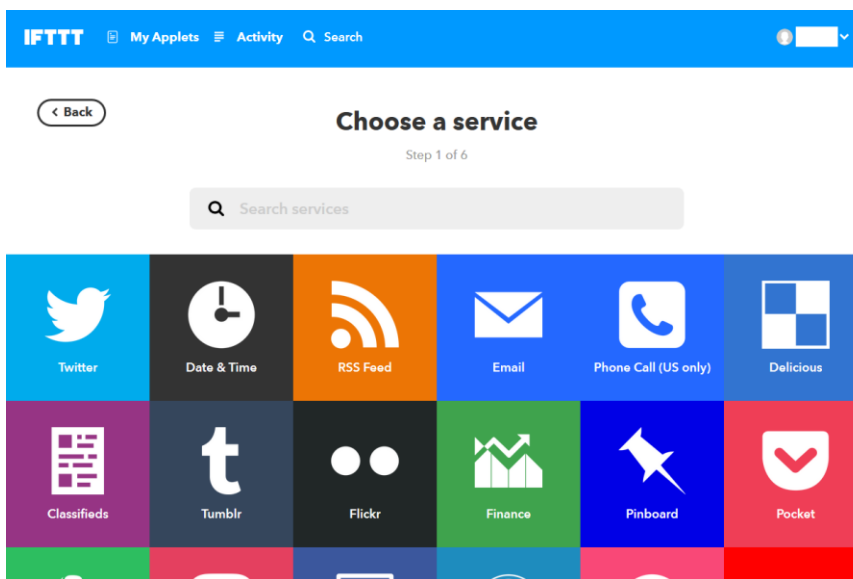 IFTTT My Applets Activity Search
< Back
Choose a service
Step 1 of 6
Search services
Twitter Date & Time RSS Feed Email Phone Call (US only) Delicious
Classifieds Tumblr Flickr Finance Pinboard Pocket